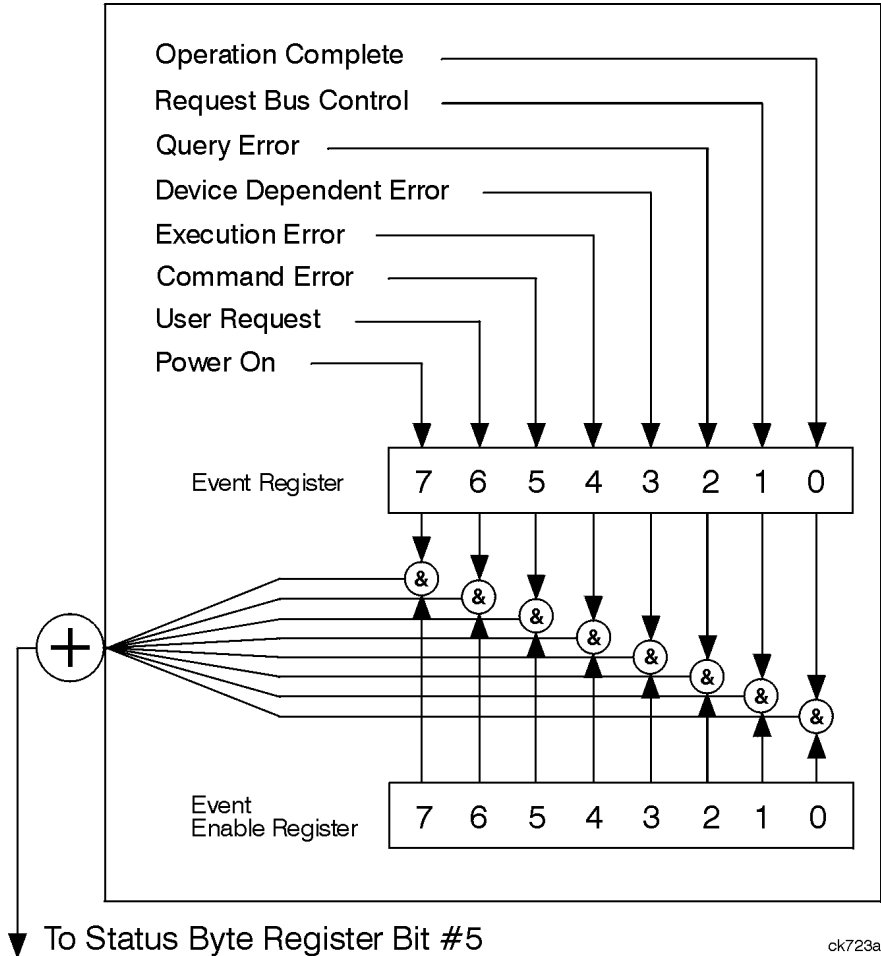 Operation Complete
Request Bus Control
Query Error
Device Dependent Error
Execution Error
Command Error
User Request
Power On
Event Register 7 6 5 4 3 2 1 0
&
&
&
&
&
&
&
&
+
Event
Enable Register 7 6 5 4 3 2 1 0
To Status Byte Register Bit #5
ck723a